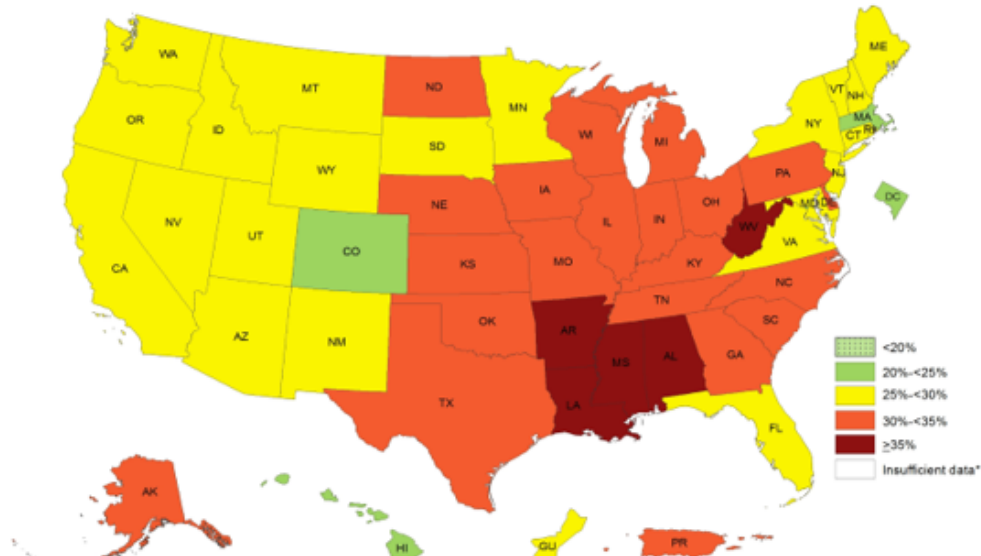 WA
MT
ND
MN
ME
VT
NH
OR
ID
SD
WI
NY
MA
CT
RI
WY
MI
PA
NJ
IA
NE
OH
MD
DE
DC
NV
UT
CO
IL
IN
WV
VA
CA
KS
MO
KY
NC
TN
OK
AR
SC
AZ
NM
MS
AL
GA
TX
LA
FL
<20%
20%-<25%
25%-<30%
30%-<35%
≥35%
Insufficient data*
AK
HI
GU
PR